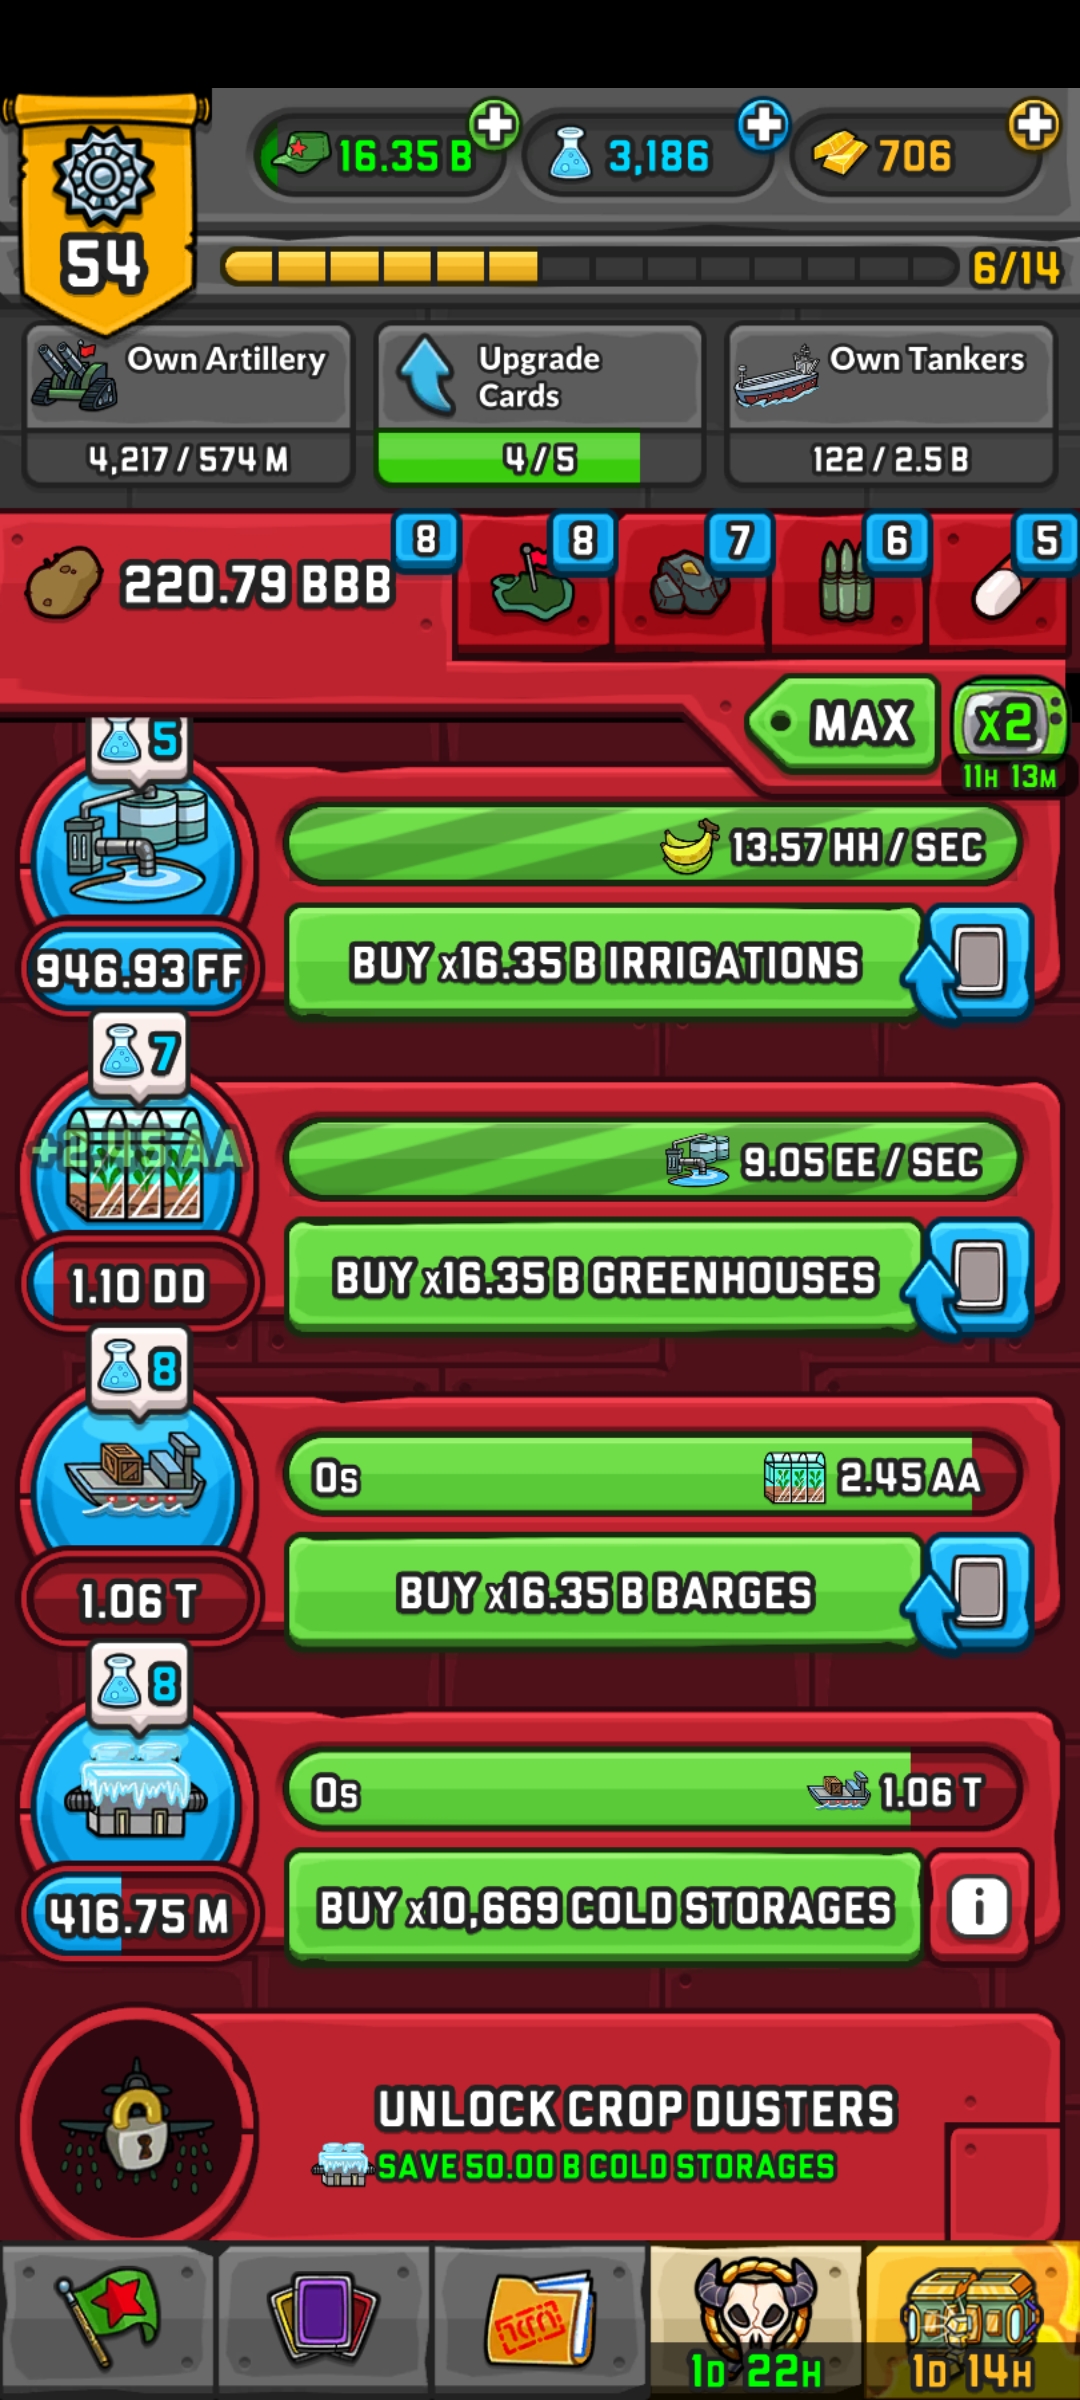 54
16.35 B
3,186
706
6/14
Own Artillery
4,217 / 574 M
Upgrade
Cards
4 / 5
Own Tankers
122 / 2.5 B
220.79 BBB
8
8
7
6
5
MAX
x2
11H 13M
5
13.57 HH / SEC
946.93 FF
BUY x16.35 B IRRIGATIONS
7
+2.45 AA
9.05 EE / SEC
1.10 DD
BUY x16.35 B GREENHOUSES
8
0s
2.45 AA
1.06 T
BUY x16.35 B BARGES
8
0s
1.06 T
416.75 M
BUY x10,669 COLD STORAGES
i
UNLOCK CROP DUSTERS
SAVE 50.00 B COLD STORAGES
1D 22H
1D 14H